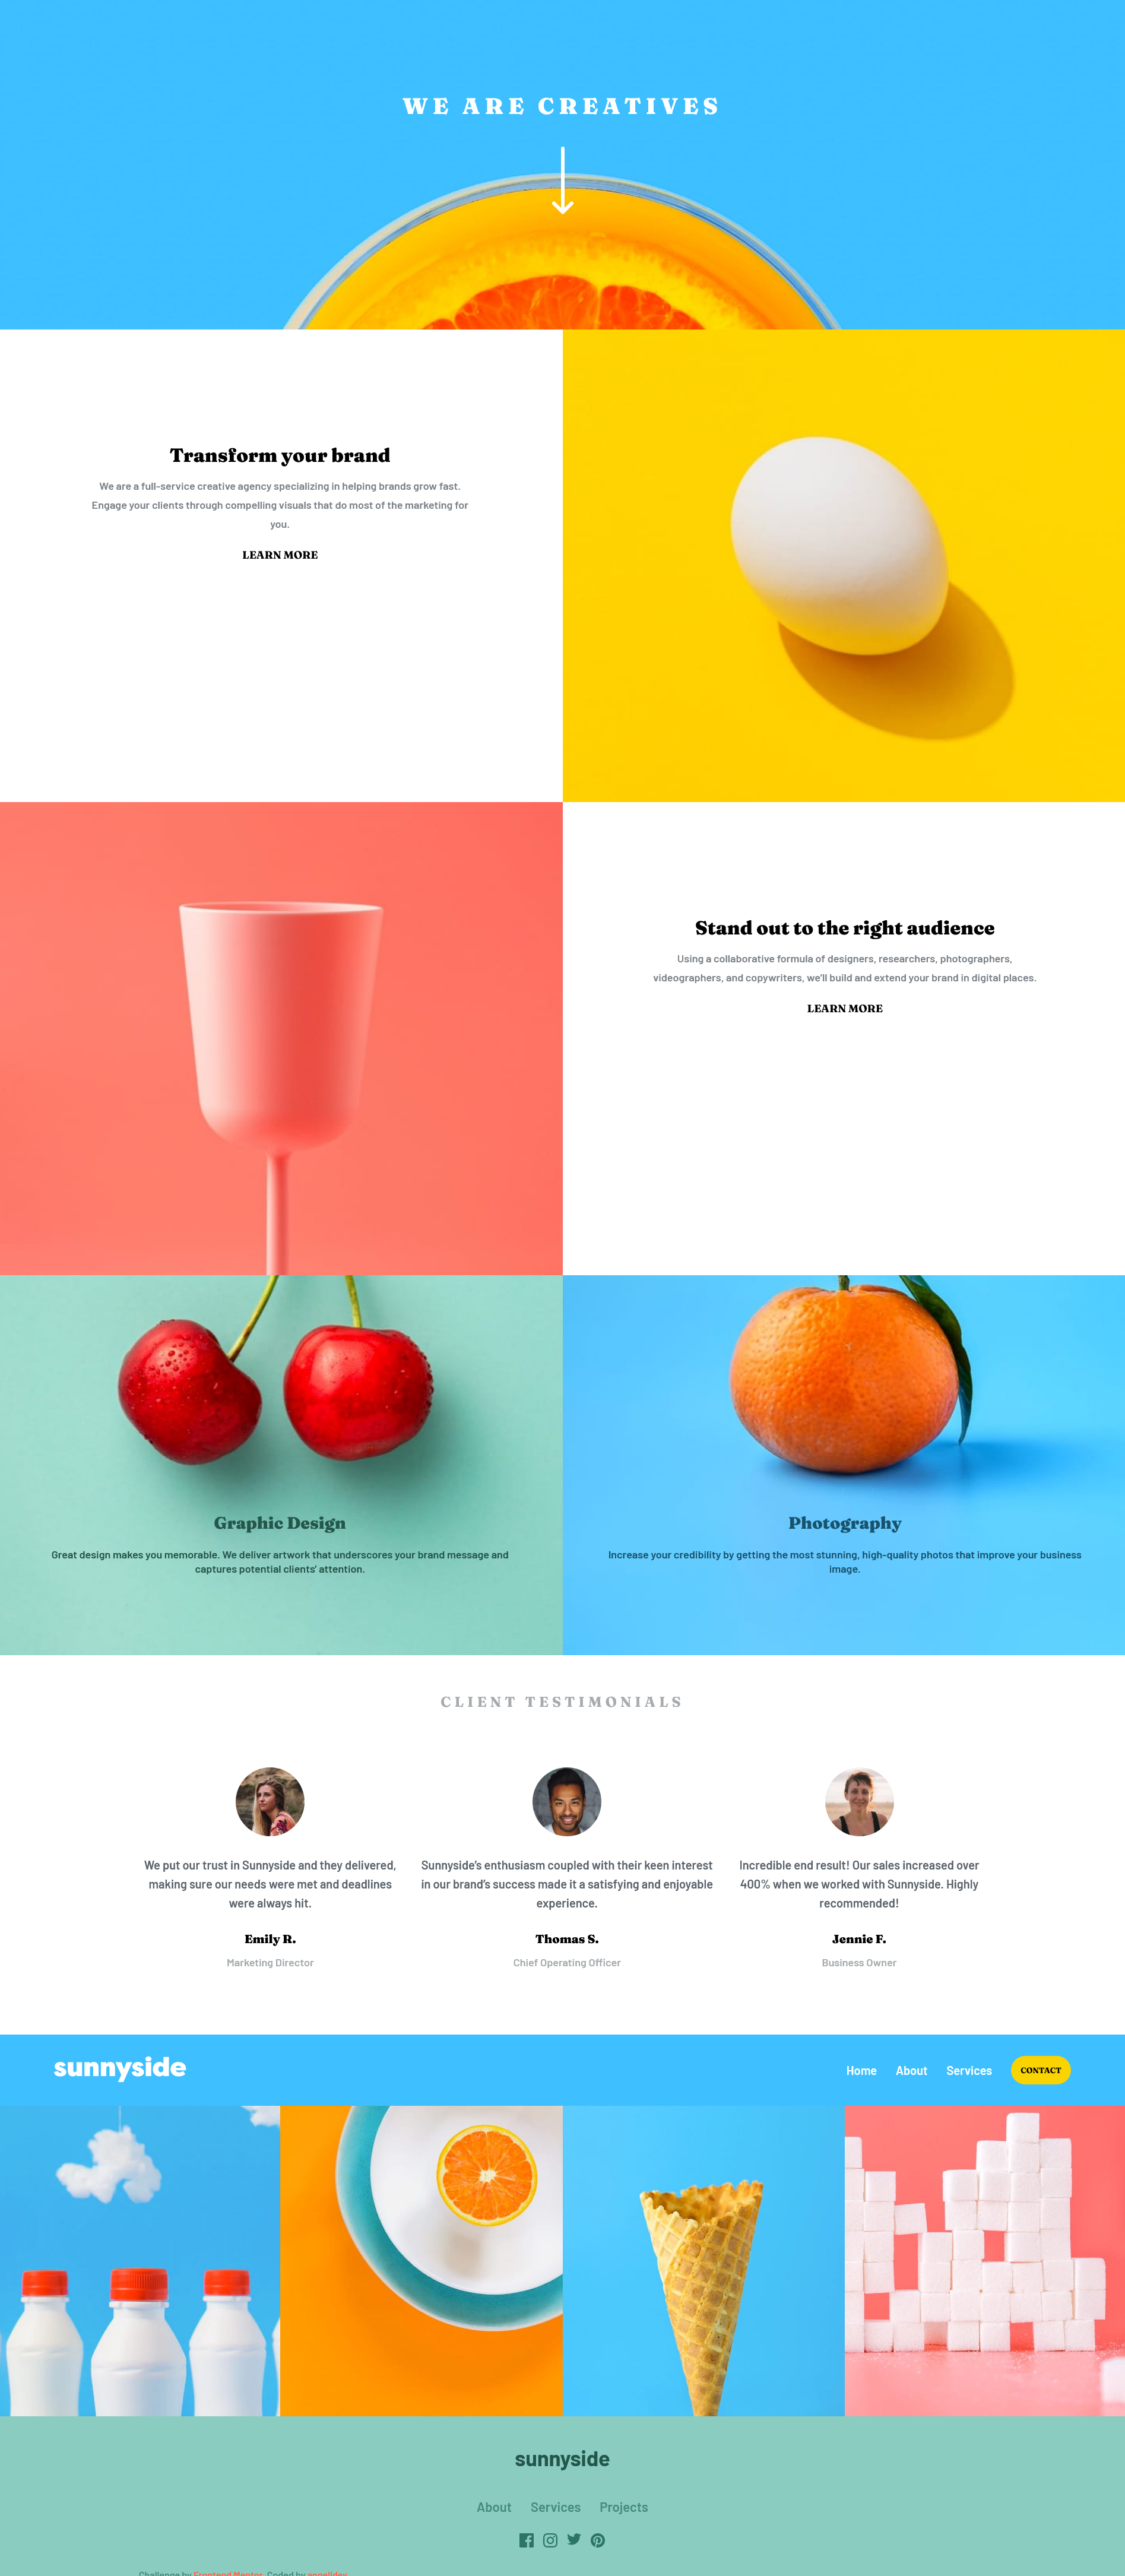 WE ARE CREATIVES
Transform your brand
We are a full-service creative agency specializing in helping brands grow fast.
Engage your clients through compelling visuals that do most of the marketing for
you.
LEARN MORE
Stand out to the right audience
Using a collaborative formula of designers, researchers, photographers,
videographers, and copywriters, we'll build and extend your brand in digital places.
LEARN MORE
Graphic Design
Great design makes you memorable. We deliver artwork that underscores your brand message and
captures potential clients' attention.
Photography
Increase your credibility by getting the most stunning, high-quality photos that improve your business
image.
CLIENT TESTIMONIALS
We put our trust in Sunnyside and they delivered,
making sure our needs were met and deadlines
were always hit.
Emily R.
Marketing Director
Sunnyside's enthusiasm coupled with their keen interest
in our brand's success made it a satisfying and enjoyable
experience.
Thomas S.
Chief Operating Officer
Incredible end result! Our sales increased over
400% when we worked with Sunnyside. Highly
recommended!
Jennie F.
Business Owner
sunnyside
Home About Services CONTACT
sunnyside
About Services Projects
Challenge by Frontend Mentor. Coded by